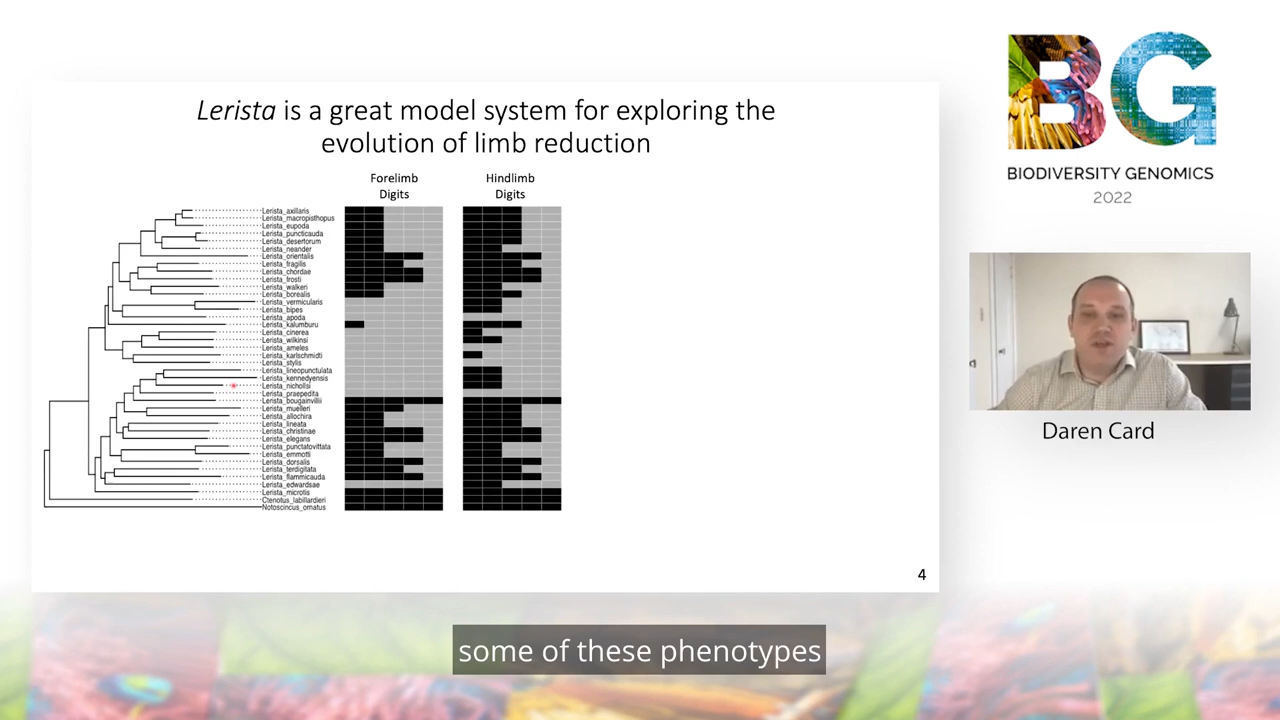 Lerista is a great model system for exploring the
evolution of limb reduction
Forelimb
Digits
Hindlimb
Digits
Lerista_axillaris
Lerista_macropisthopus
Lerista_eupoda
Lerista_puncticauda
Lerista_desertorum
Lerista_neander
Lerista_orientalis
Lerista_fragilis
Lerista_chordae
Lerista_frosti
Lerista_walkeri
Lerista_borealis
Lerista_vermicularis
Lerista_bipes
Lerista_apoda
Lerista_kalumburu
Lerista_cinerea
Lerista_wilkinsi
Lerista_ameles
Lerista_karlschmidti
Lerista_stylis
Lerista_lineopunctulata
Lerista_kennedyensis
Lerista_nichollsi
Lerista_praepedita
Lerista_bougainvillii
Lerista_muelleri
Lerista_allochira
Lerista_lineata
Lerista_christinae
Lerista_elegans
Lerista_punctatovittata
Lerista_emmotti
Lerista_dorsalis
Lerista_terdigitata
Lerista_flammicauda
Lerista_edwardsae
Lerista_microtis
Ctenotus_labillardieri
Notoscincus_ornatus
4
BG
BIODIVERSITY GENOMICS
2022
Daren Card
some of these phenotypes